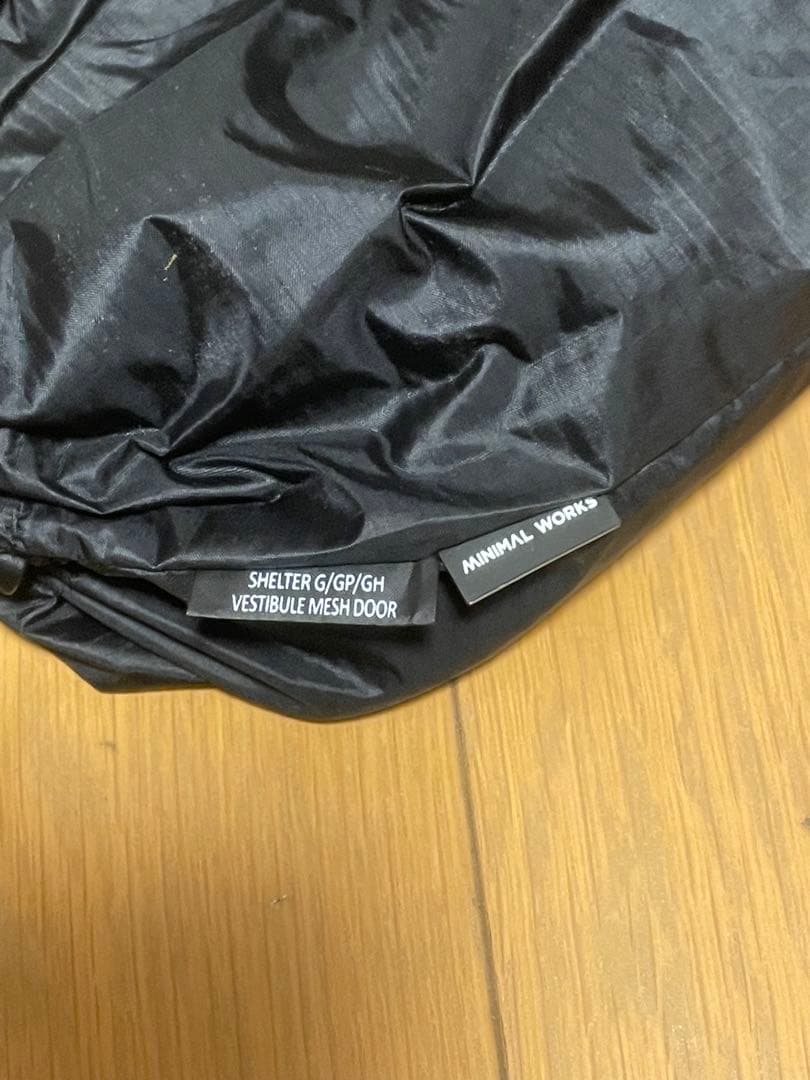 SHELTER G/GP/GH
VESTIBULE MESH DOOR
MINIMAL WORKS